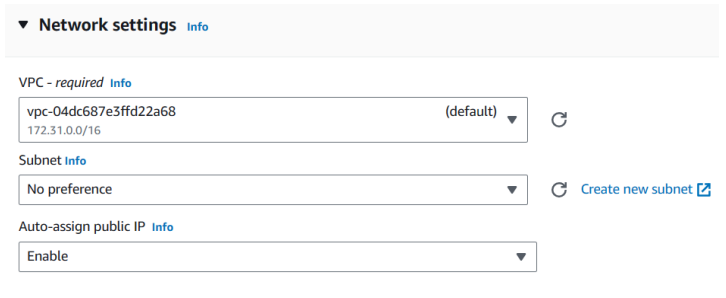 Network settings Info
VPC - required Info
vpc-04dc687e3ffd22a68 (default)
172.31.0.0/16
Subnet Info
No preference
Create new subnet
Auto-assign public IP Info
Enable